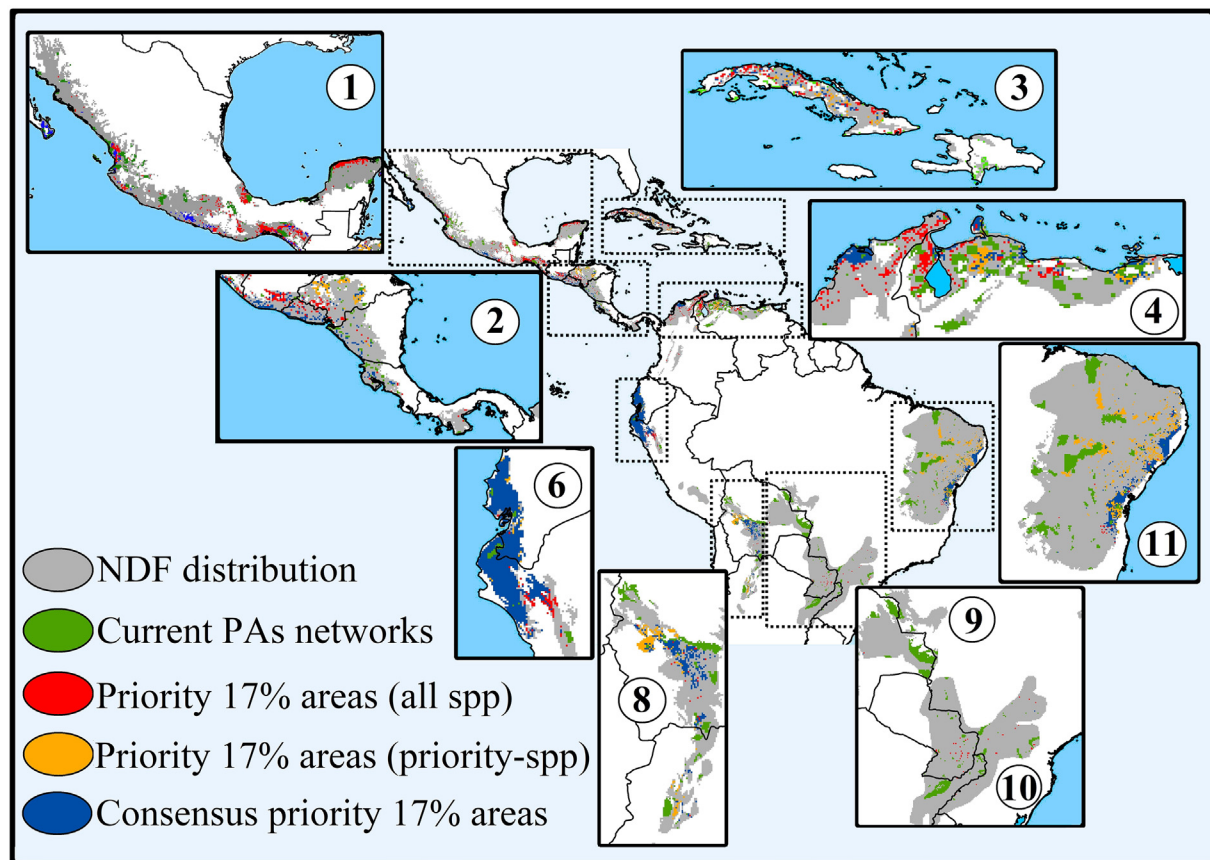 1
3
2
4
6
11
NDF distribution
Current PAs networks
Priority 17% areas (all spp)
Priority 17% areas (priority-spp)
Consensus priority 17% areas
8
9
10